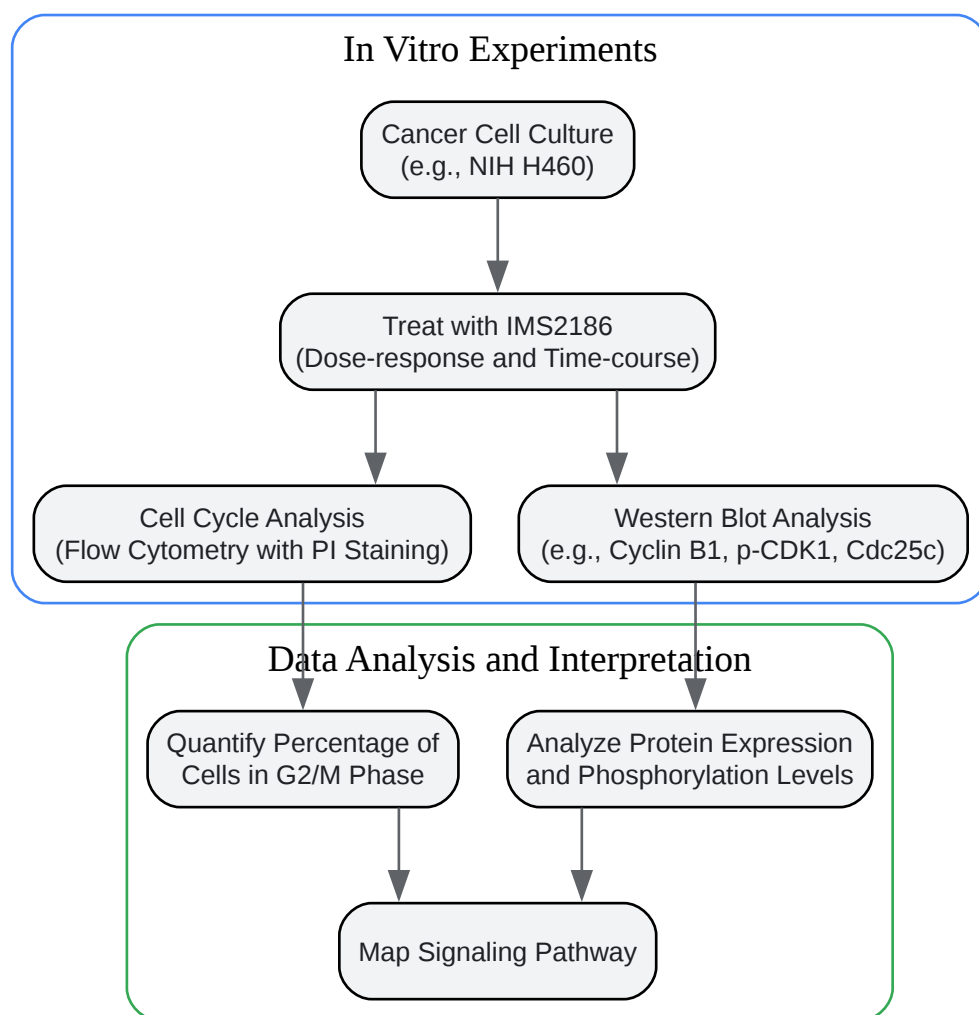 In Vitro Experiments
Cancer Cell Culture
(e.g., NIH H460)
Treat with IMS2186
(Dose-response and Time-course)
Cell Cycle Analysis
(Flow Cytometry with PI Staining)
Western Blot Analysis
(e.g., Cyclin B1, p-CDK1, Cdc25c)
Data Analysis and Interpretation
Quantify Percentage of
Cells in G2/M Phase
Analyze Protein Expression
and Phosphorylation Levels
Map Signaling Pathway